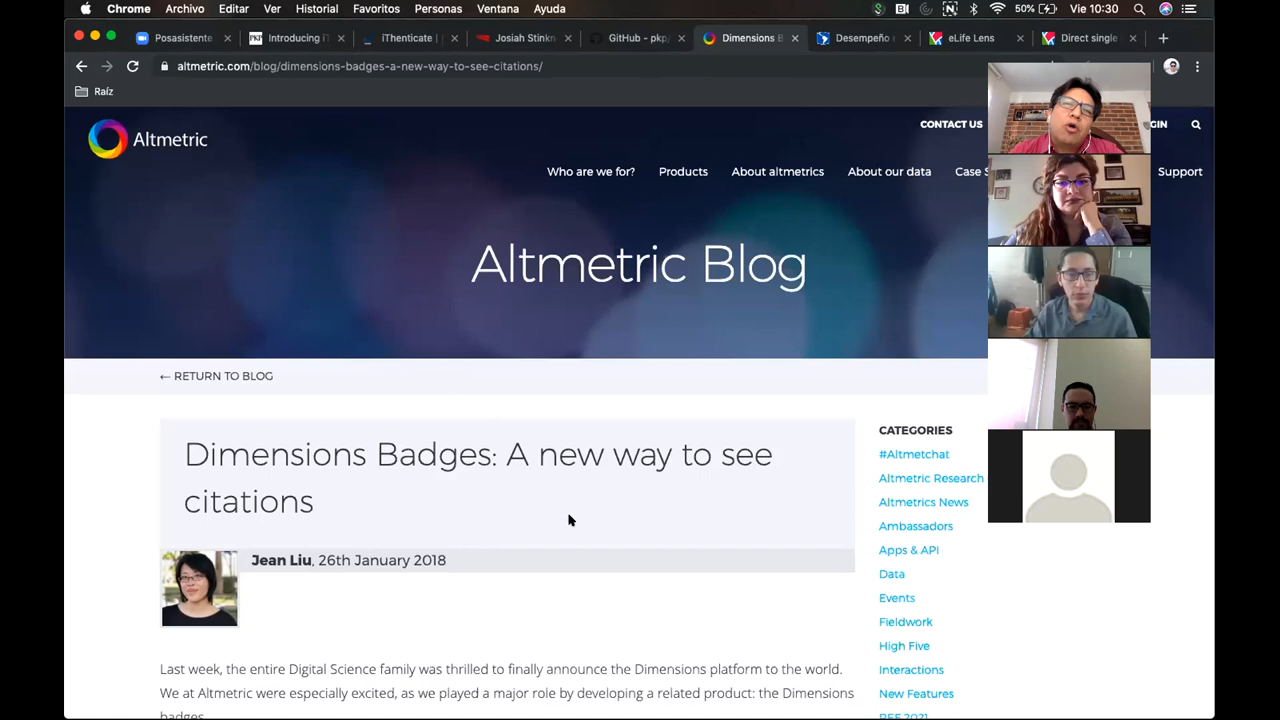 Chrome Archivo Editar Ver Historial Favoritos Personas Ventana Ayuda 50% Vie 10:30
Posasistente Introducing iT iThenticate | Josiah Stinkn GitHub - pkp/ Dimensions B Desempeño eLife Lens Direct single
altmetric.com/blog/dimensions-badges-a-new-way-to-see-citations/
Raíz
Altmetric
CONTACT US GIN
Who are we for? Products About altmetrics About our data Case S Support
Altmetric Blog
← RETURN TO BLOG
Dimensions Badges: A new way to see
citations
Jean Liu, 26th January 2018
Last week, the entire Digital Science family was thrilled to finally announce the Dimensions platform to the world.
We at Altmetric were especially excited, as we played a major role by developing a related product: the Dimensions
badges.
CATEGORIES
#Altmetchat
Altmetric Research
Altmetrics News
Ambassadors
Apps & API
Data
Events
Fieldwork
High Five
Interactions
New Features
REF 2021